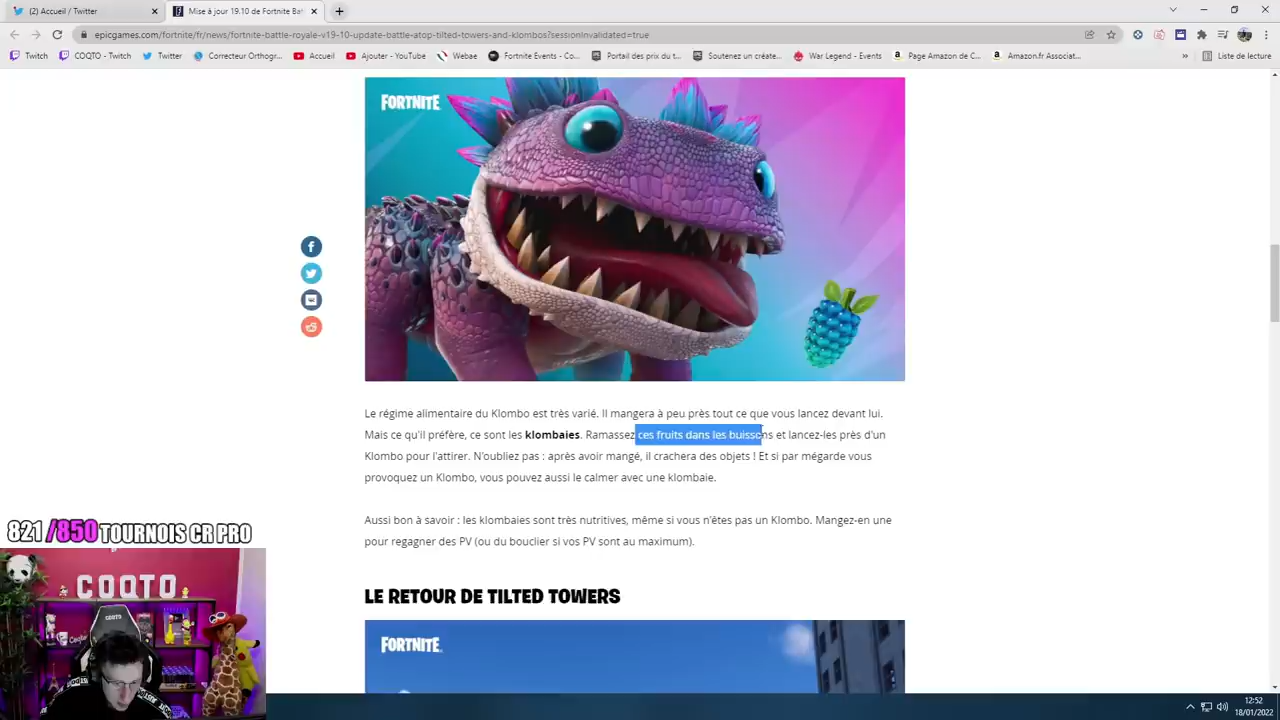 (2) Accueil / Twitter
Mise à jour 19.10 de Fortnite Bat
epicgames.com/fortnite/fr/news/fortnite-battle-royale-v19-10-update-battle-atop-tilted-towers-and-klombos?sessionInvalidated=true
Twitch COQTO - Twitch Twitter Correcteur Orthogr... Accueil Ajouter - YouTube Webae Fortnite Events - Co... Portail des prix du t... Soutenez un créate... War Legend - Events Page Amazon de C... Amazon.fr Associat... » Liste de lecture
FORTNITE
Le régime alimentaire du Klombo est très varié. Il mangera à peu près tout ce que vous lancez devant lui.
Mais ce qu'il préfère, ce sont les klombaies. Ramassez ces fruits dans les buissons et lancez-les près d'un
Klombo pour l'attirer. N'oubliez pas : après avoir mangé, il crachera des objets ! Et si par mégarde vous
provoquez un Klombo, vous pouvez aussi le calmer avec une klombaie.
Aussi bon à savoir : les klombaies sont très nutritives, même si vous n'êtes pas un Klombo. Mangez-en une
pour regagner des PV (ou du bouclier si vos PV sont au maximum).
LE RETOUR DE TILTED TOWERS
FORTNITE
821 /850 TOURNOIS CR PRO
COQTO
COQTO
12:52
18/01/2022